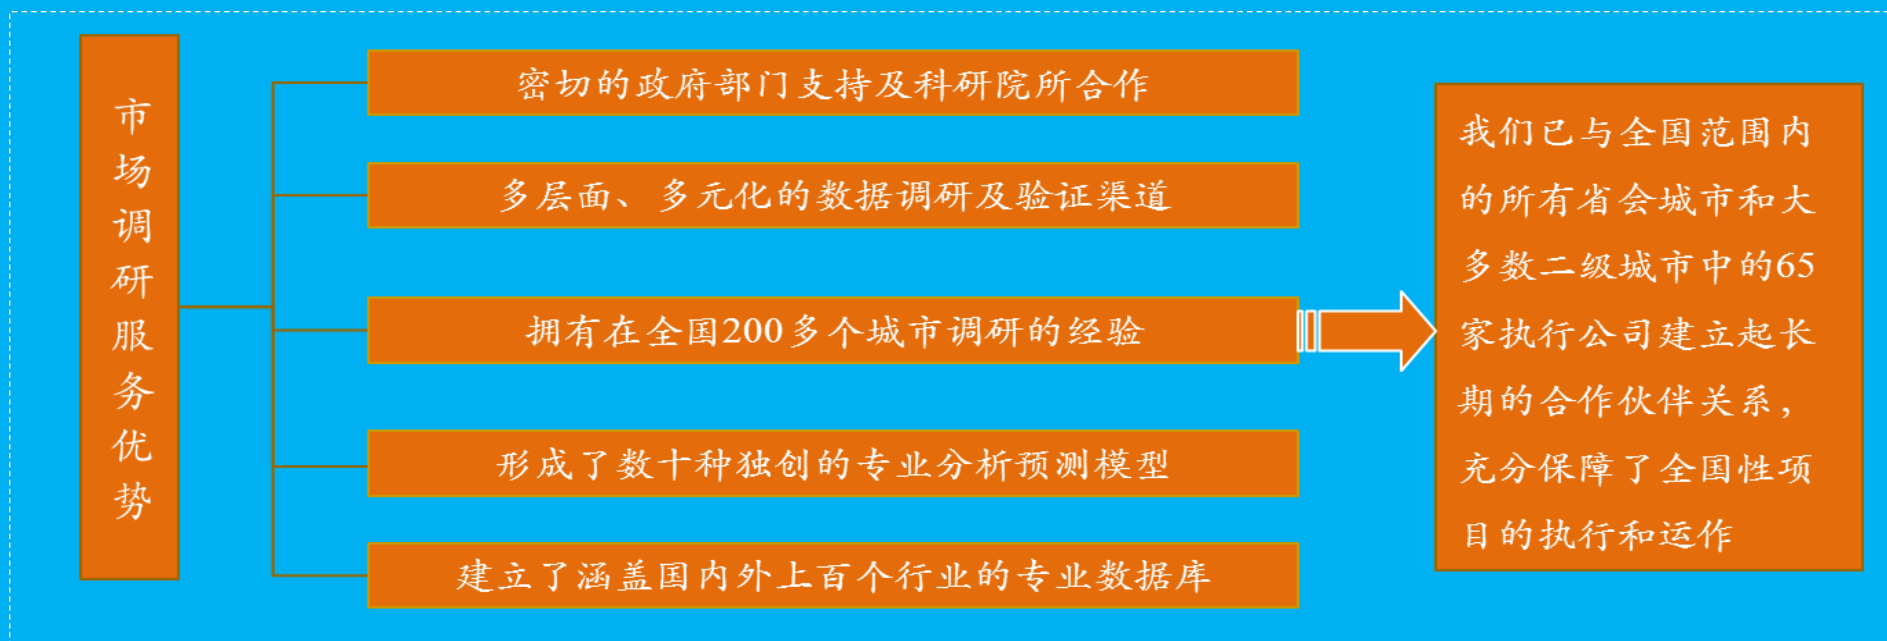 市场调研服务优势
密切的政府部门支持及科研院所合作
多层面、多元化的数据调研及验证渠道
拥有在全国200多个城市调研的经验
形成了数十种独创的专业分析预测模型
建立了涵盖国内外上百个行业的专业数据库
我们已与全国范围内
的所有省会城市和大
多数二级城市中的65
家执行公司建立起长
期的合作伙伴关系，
充分保障了全国性项
目的执行和运作